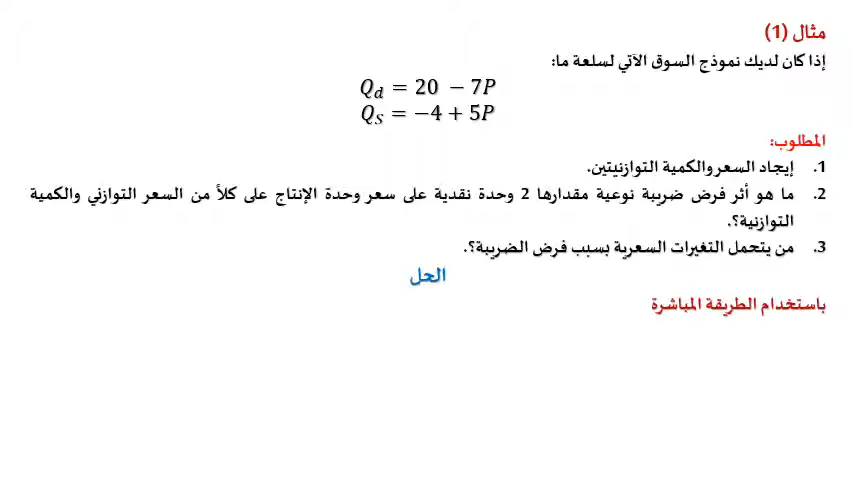 مثال (1)
إذا كان لديك نموذج السوق الآتي لسلعة ما:
Q_d = 20 − 7P
Q_S = −4 + 5P
المطلوب:
1. إيجاد السعر والكمية التوازنيتين.
2. ما هو أثر فرض ضريبة نوعية مقدارها 2 وحدة نقدية على سعر وحدة الإنتاج على كلاً من السعر التوازني والكمية
التوازنية؟.
3. من يتحمل التغيرات السعرية بسبب فرض الضريبة؟.
الحل
باستخدام الطريقة المباشرة